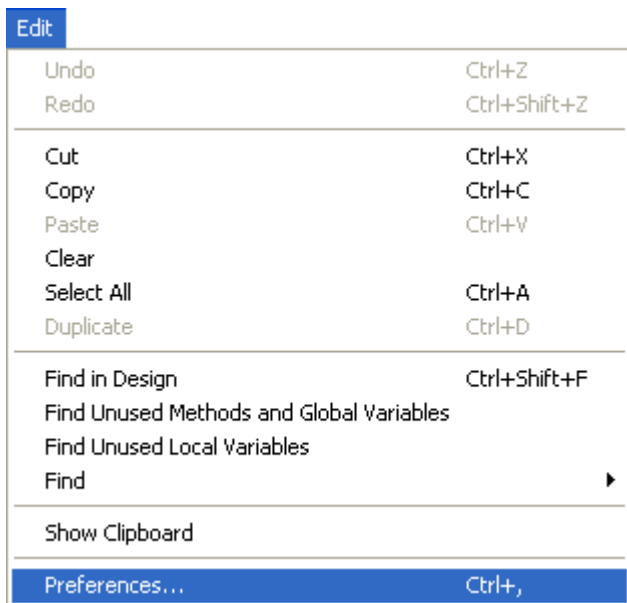 Edit
Undo Ctrl+Z
Redo Ctrl+Shift+Z
Cut Ctrl+X
Copy Ctrl+C
Paste Ctrl+V
Clear
Select All Ctrl+A
Duplicate Ctrl+D
Find in Design Ctrl+Shift+F
Find Unused Methods and Global Variables
Find Unused Local Variables
Find
Show Clipboard
Preferences... Ctrl+,